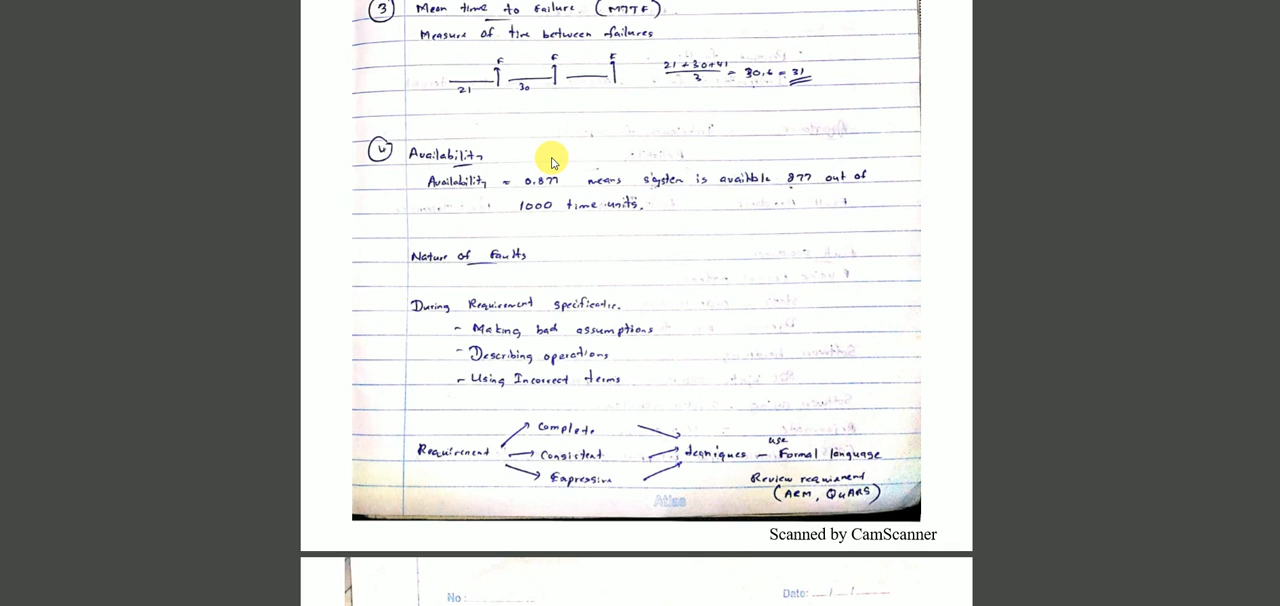 3 Mean time to Failure (MTTF)
Measure of time between failures
F F F
21 30
21 + 30 + 41 / 3 = 30.6 = 31
4 Availability
Availability = 0.877 means system is availble 877 out of
1000 time units.
Nature of Faults
During Requirement Specificatio.
- Making bad assumptions
- Describing operations
- Using Incorrect terms
Requirement
Complete
Consistent
Expressive
techniques - use Formal language
Review requirement
(ARM, QuARS)
Atlas
Scanned by CamScanner
No :
Date: / /